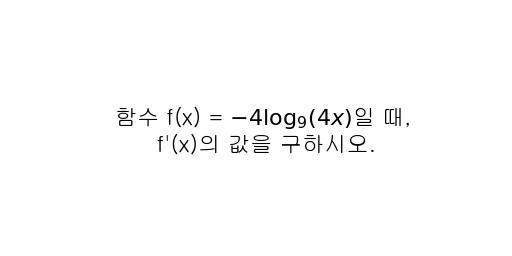 함수 f(x) = −4log₉(4x)일 때,
f'(x)의 값을 구하시오.